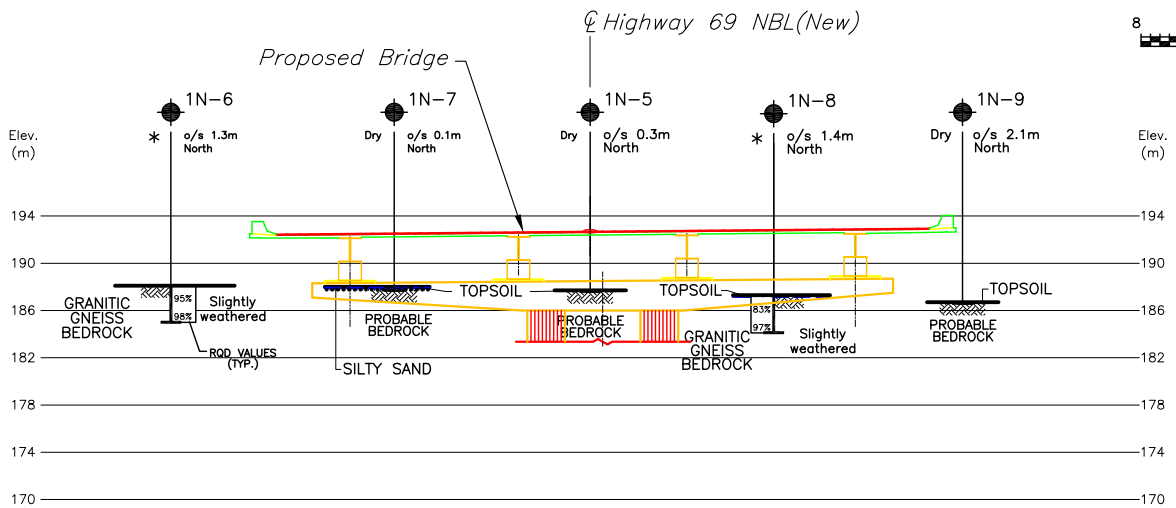 ℄ Highway 69 NBL(New)
8
Proposed Bridge
1N-6
1N-7
1N-5
1N-8
1N-9
Elev.
(m)
* o/s 1.3m
North
Dry o/s 0.1m
North
Dry o/s 0.3m
North
* o/s 1.4m
North
Dry o/s 2.1m
North
Elev.
(m)
194
194
190
190
186
186
182
182
178
178
174
174
170
170
GRANITIC
GNEISS
BEDROCK
95%
98%
Slightly
weathered
RQD VALUES
(TYP.)
TOPSOIL
PROBABLE
BEDROCK
SILTY SAND
PROBABLE
BEDROCK
TOPSOIL
83%
97%
Slightly
weathered
GRANITIC
GNEISS
BEDROCK
TOPSOIL
PROBABLE
BEDROCK